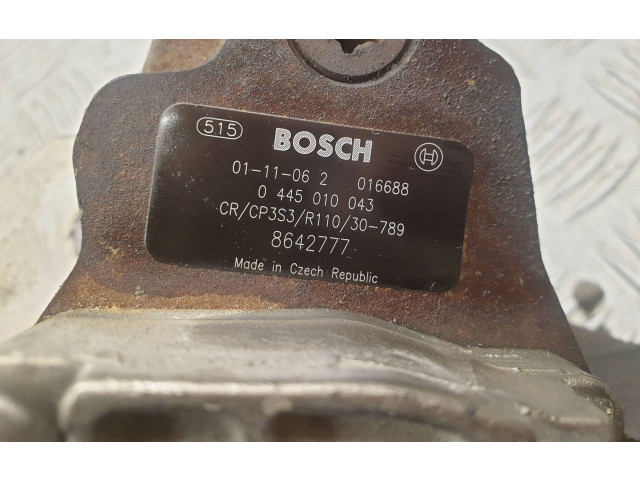 515 BOSCH
01-11-06 2 016688
0 445 010 043
CR/CP3S3/R110/30-789
8642777
Made in Czech Republic